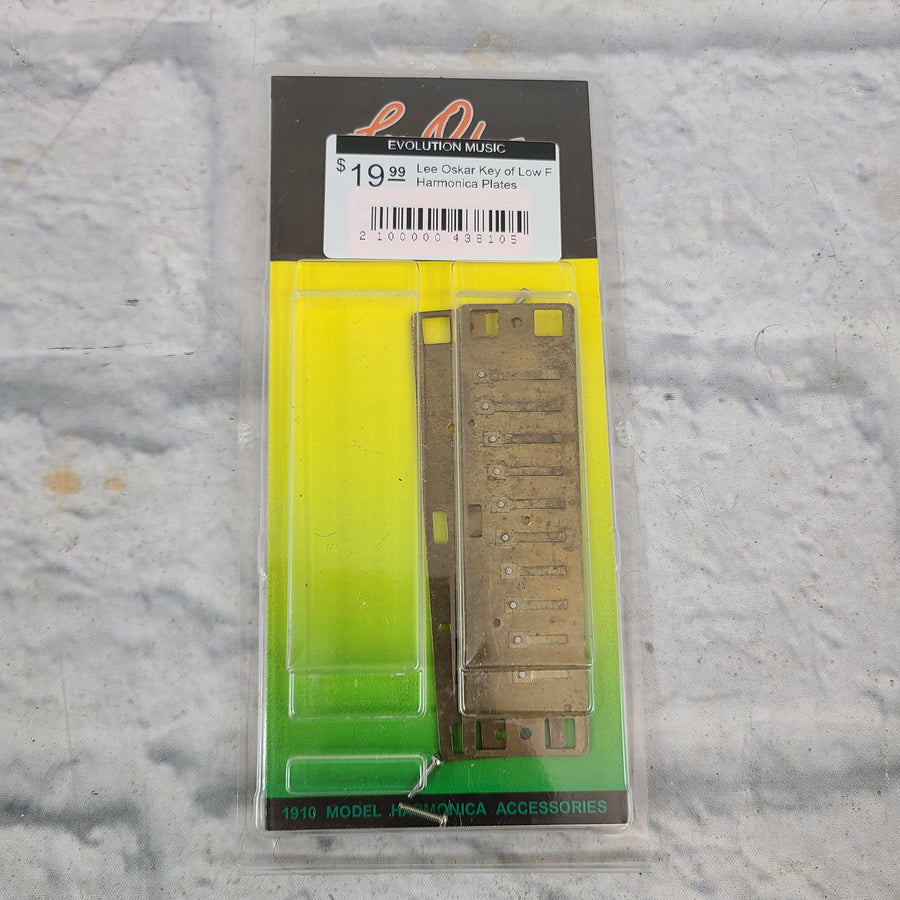 EVOLUTION MUSIC
$19.99 Lee Oskar Key of Low F
Harmonica Plates
2 100000 438105
1910 MODEL HARMONICA ACCESSORIES